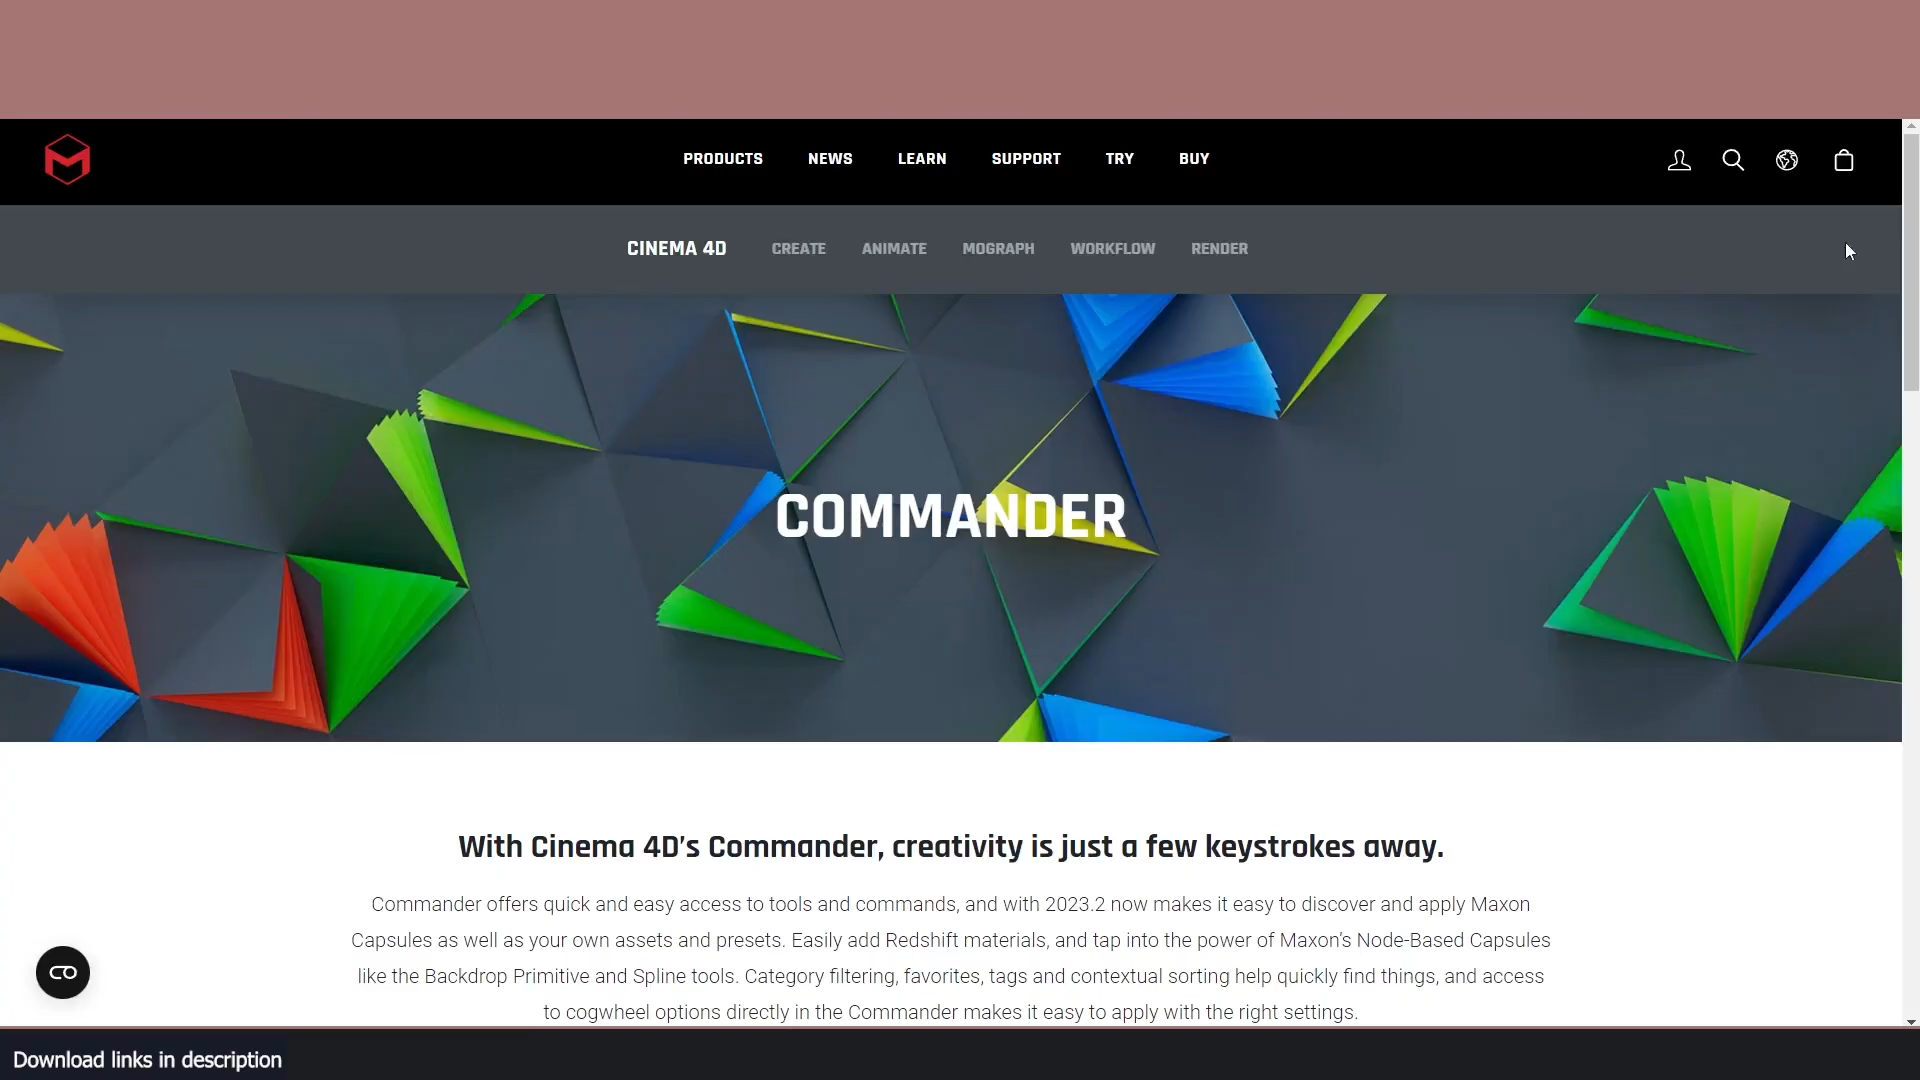 PRODUCTS NEWS LEARN SUPPORT TRY BUY
CINEMA 4D CREATE ANIMATE MOGRAPH WORKFLOW RENDER
COMMANDER
With Cinema 4D’s Commander, creativity is just a few keystrokes away.
Commander offers quick and easy access to tools and commands, and with 2023.2 now makes it easy to discover and apply Maxon
Capsules as well as your own assets and presets. Easily add Redshift materials, and tap into the power of Maxon’s Node-Based Capsules
like the Backdrop Primitive and Spline tools. Category filtering, favorites, tags and contextual sorting help quickly find things, and access
to cogwheel options directly in the Commander makes it easy to apply with the right settings.
Download links in description